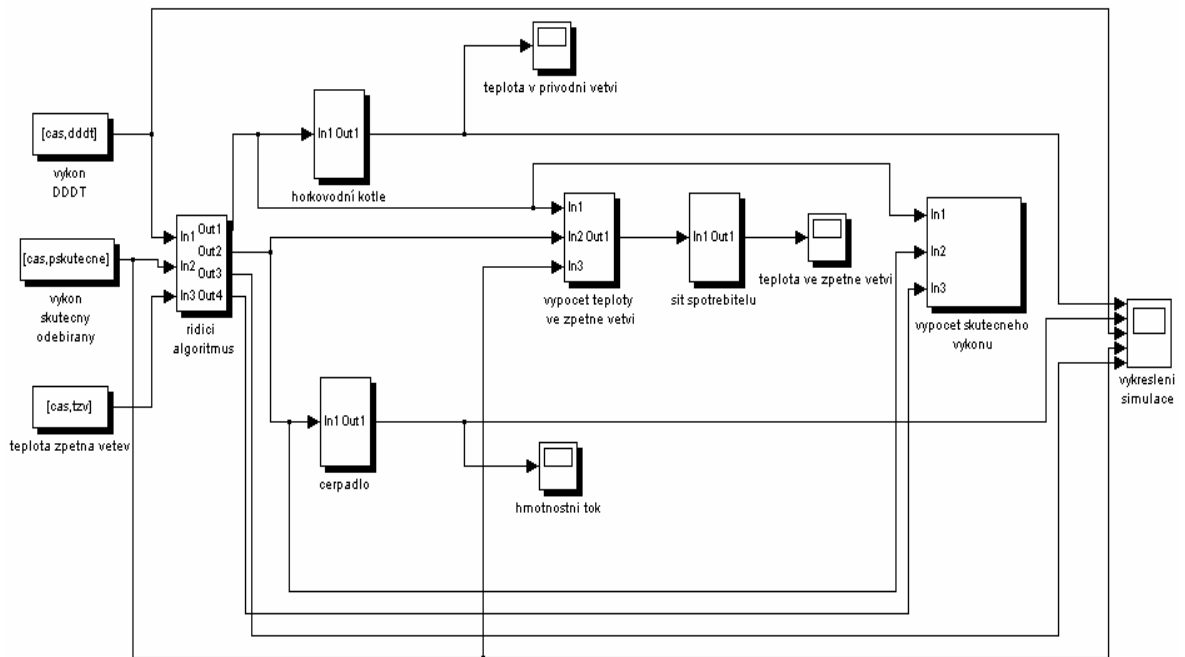 teplota v privodni vetvi
[cas,dddt]
vykon
DDDT
In1 Out1
horkovodní kotle
[cas,pskutecne]
vykon
skutecny
odebirany
In1
In2
In3
Out1
Out2
Out3
Out4
ridici
algoritmus
In1
In2 Out1
In3
vypocet teploty
ve zpetne vetvi
In1 Out1
sit spotrebitelu
teplota ve zpetne vetvi
In1
In2
In3
vypocet skutecneho
vykonu
vykresleni
simulace
[cas,tzv]
teplota zpetna vetev
In1 Out1
cerpadlo
hmotnostni tok